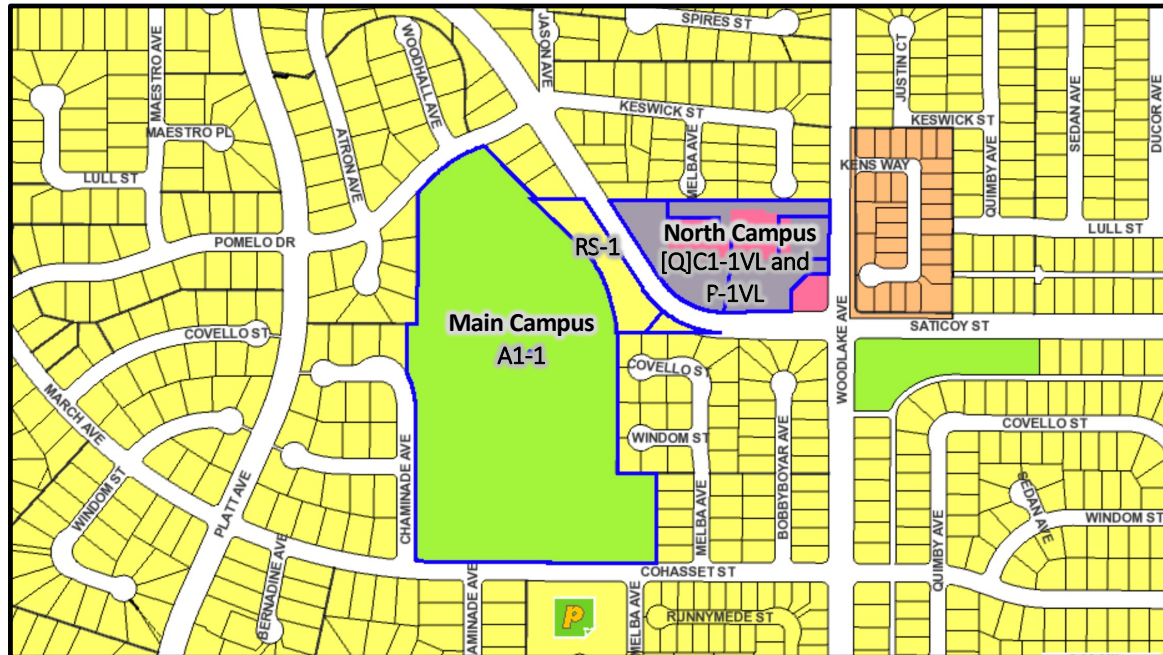 SPIRES ST
JASON AVE
MAESTRO AVE
WOODHALL AVE
JUSTIN CT
SEDAN AVE
DUCOR AVE
KESWICK ST
KESWICK ST
MAESTRO PL
ATRON AVE
MELBA AVE
KENS WAY
QUIMBY AVE
LULL ST
LULL ST
POMELO DR
RS-1
North Campus
[Q]C1-1VL and
P-1VL
WOODLAKE AVE
SATICOY ST
Main Campus
A1-1
COVELLO ST
COVELLO ST
MARCH AVE
COVELLO ST
WINDOM ST
WINDOM ST
PLATT AVE
CHAMINADE AVE
MELBA AVE
BOBBYBOYAR AVE
SEDAN AVE
WINDOM ST
QUIMBY AVE
BERNADINE AVE
AMINADE AVE
COHASSET ST
MELBA AVE
P
RUNNYMEDE ST